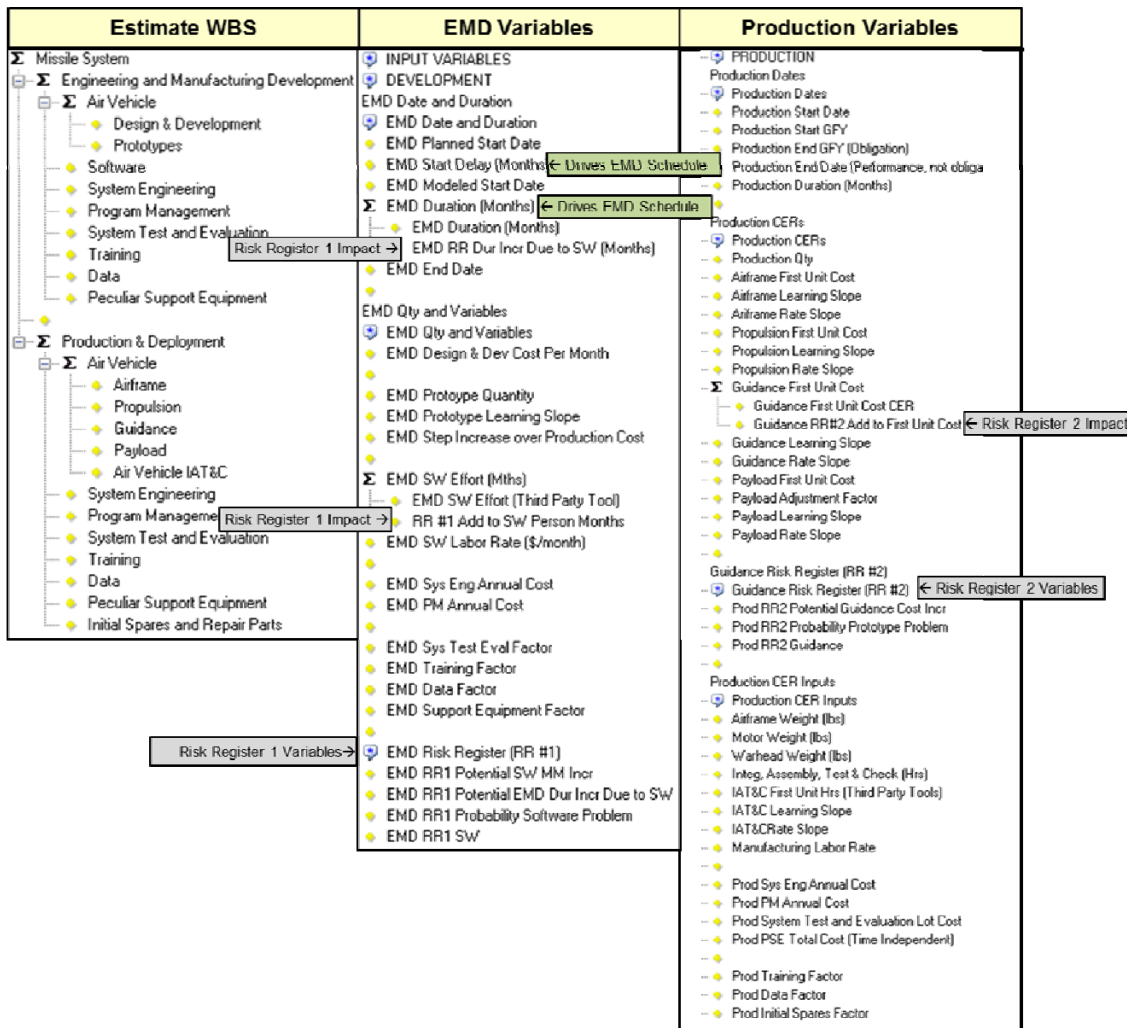 Estimate WBS
Missile System
Engineering and Manufacturing Development
Air Vehicle
Design & Development
Prototypes
Software
System Engineering
Program Management
System Test and Evaluation
Training
Data
Peculiar Support Equipment
Production & Deployment
Air Vehicle
Airframe
Propulsion
Guidance
Payload
Air Vehicle IAT&C
System Engineering
Program Manageme
System Test and Evaluation
Training
Data
Peculiar Support Equipment
Initial Spares and Repair Parts
EMD Variables
INPUT VARIABLES
DEVELOPMENT
EMD Date and Duration
EMD Date and Duration
EMD Planned Start Date
EMD Start Delay (Months) ← Drives EMD Schedule
EMD Modeled Start Date
EMD Duration (Months) ← Drives EMD Schedule
EMD Duration (Months)
Risk Register 1 Impact → EMD RR Dur Incr Due to SW (Months)
EMD End Date
EMD Qty and Variables
EMD Qty and Variables
EMD Design & Dev Cost Per Month
EMD Protoype Quantity
EMD Prototype Learning Slope
EMD Step Increase over Production Cost
EMD SW Effort (Mths)
EMD SW Effort (Third Party Tool)
Risk Register 1 Impact → RR #1 Add to SW Person Months
EMD SW Labor Rate ($/month)
EMD Sys Eng Annual Cost
EMD PM Annual Cost
EMD Sys Test Eval Factor
EMD Training Factor
EMD Data Factor
EMD Support Equipment Factor
Risk Register 1 Variables→ EMD Risk Register (RR #1)
EMD RR1 Potential SW MM Incr
EMD RR1 Potential EMD Dur Incr Due to SW
EMD RR1 Probability Software Problem
EMD RR1 SW
Production Variables
PRODUCTION
Production Dates
Production Dates
Production Start Date
Production Start GFY
Production End GFY (Obligation)
Production End Date (Performance, not obliga
Production Duration (Months)
Production CERs
Production CERs
Production Qty
Airframe First Unit Cost
Airframe Learning Slope
Ariframe Rate Slope
Propulsion First Unit Cost
Propulsion Learning Slope
Propulsion Rate Slope
Guidance First Unit Cost
Guidance First Unit Cost CER
Guidance RR#2 Add to First Unit Cost ← Risk Register 2 Impact
Guidance Learning Slope
Guidance Rate Slope
Payload First Unit Cost
Payload Adjustment Factor
Payload Learning Slope
Payload Rate Slope
Guidance Risk Register (RR #2)
Guidance Risk Register (RR #2) ← Risk Register 2 Variables
Prod RR2 Potential Guidance Cost Incr
Prod RR2 Probability Prototype Problem
Prod RR2 Guidance
Production CER Inputs
Production CER Inputs
Airframe Weight (lbs)
Motor Weight (lbs)
Warhead Weight (lbs)
Integ, Assembly, Test & Check (Hrs)
IAT&C First Unit Hrs (Third Party Tools)
IAT&C Learning Slope
IAT&CRate Slope
Manufacturing Labor Rate
Prod Sys Eng Annual Cost
Prod PM Annual Cost
Prod System Test and Evaluation Lot Cost
Prod PSE Total Cost (Time Independent)
Prod Training Factor
Prod Data Factor
Prod Initial Spares Factor